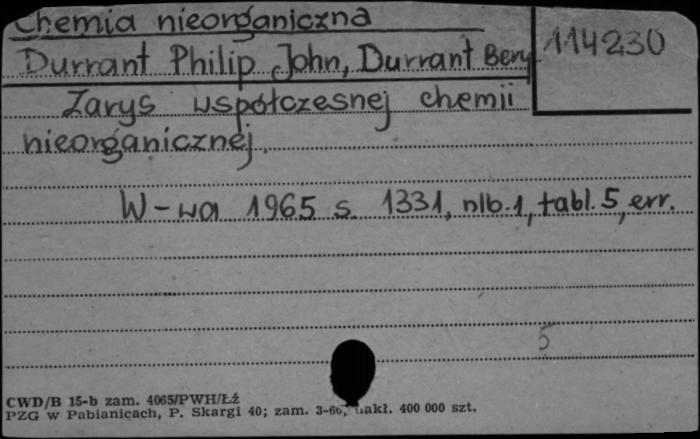 Chemia nieorganiczna
114230
Durrant Philip John, Durrant Bery
Zarys współczesnej chemii
nieorganicznej.
W-wa 1965 s. 1331, nlb. 1, tabl. 5, err.
5
CWD/B 15-b zam. 4065/PWH/Łź
PZG w Pabianicach, P. Skargi 40; zam. 3-66, nakł. 400 000 szt.